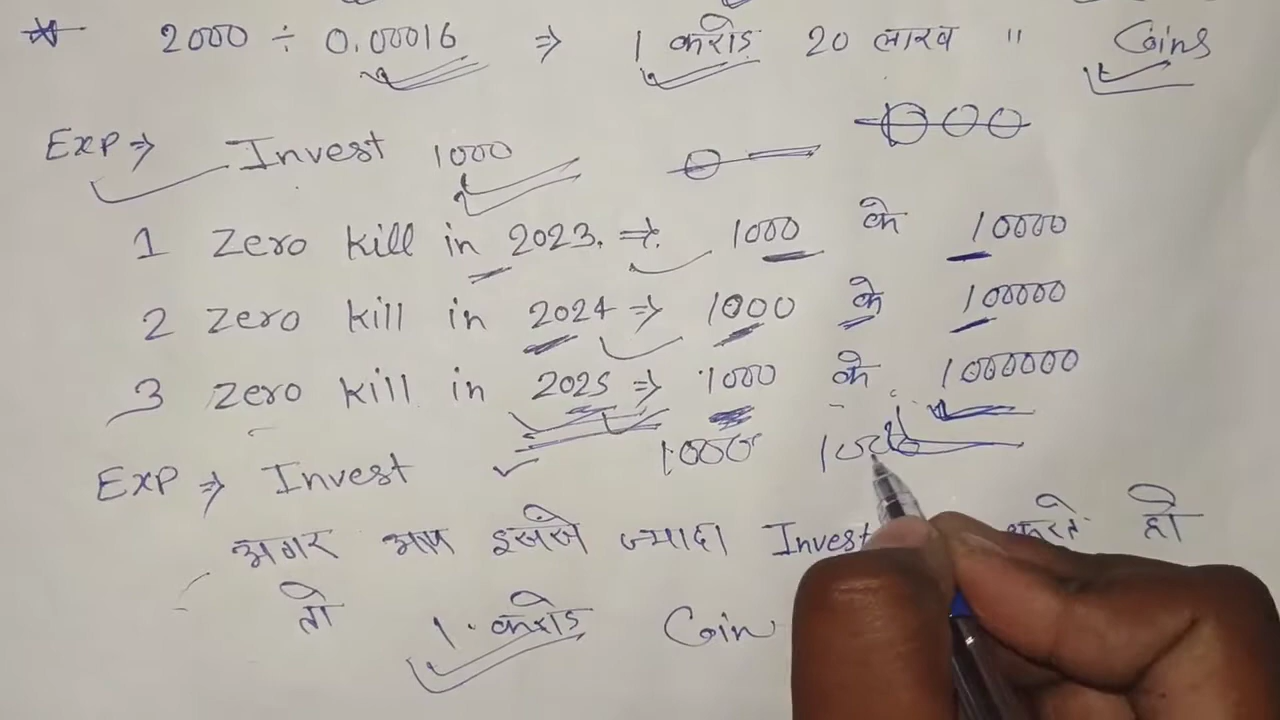 2000 ÷ 0.00016 ⇒ 1 करोड़ 20 लाख " Coins
Exp ⇒ Invest 1000
1 Zero kill in 2023. ⇒ 1000 के 10000
2 Zero kill in 2024 ⇒ 1000 के 100000
3 Zero kill in 2025 ⇒ 1000 के 1000000
Exp ⇒ Invest 1000
अगर आप इससे ज्यादा Invest करते हो
तो 1 करोड़ Coin